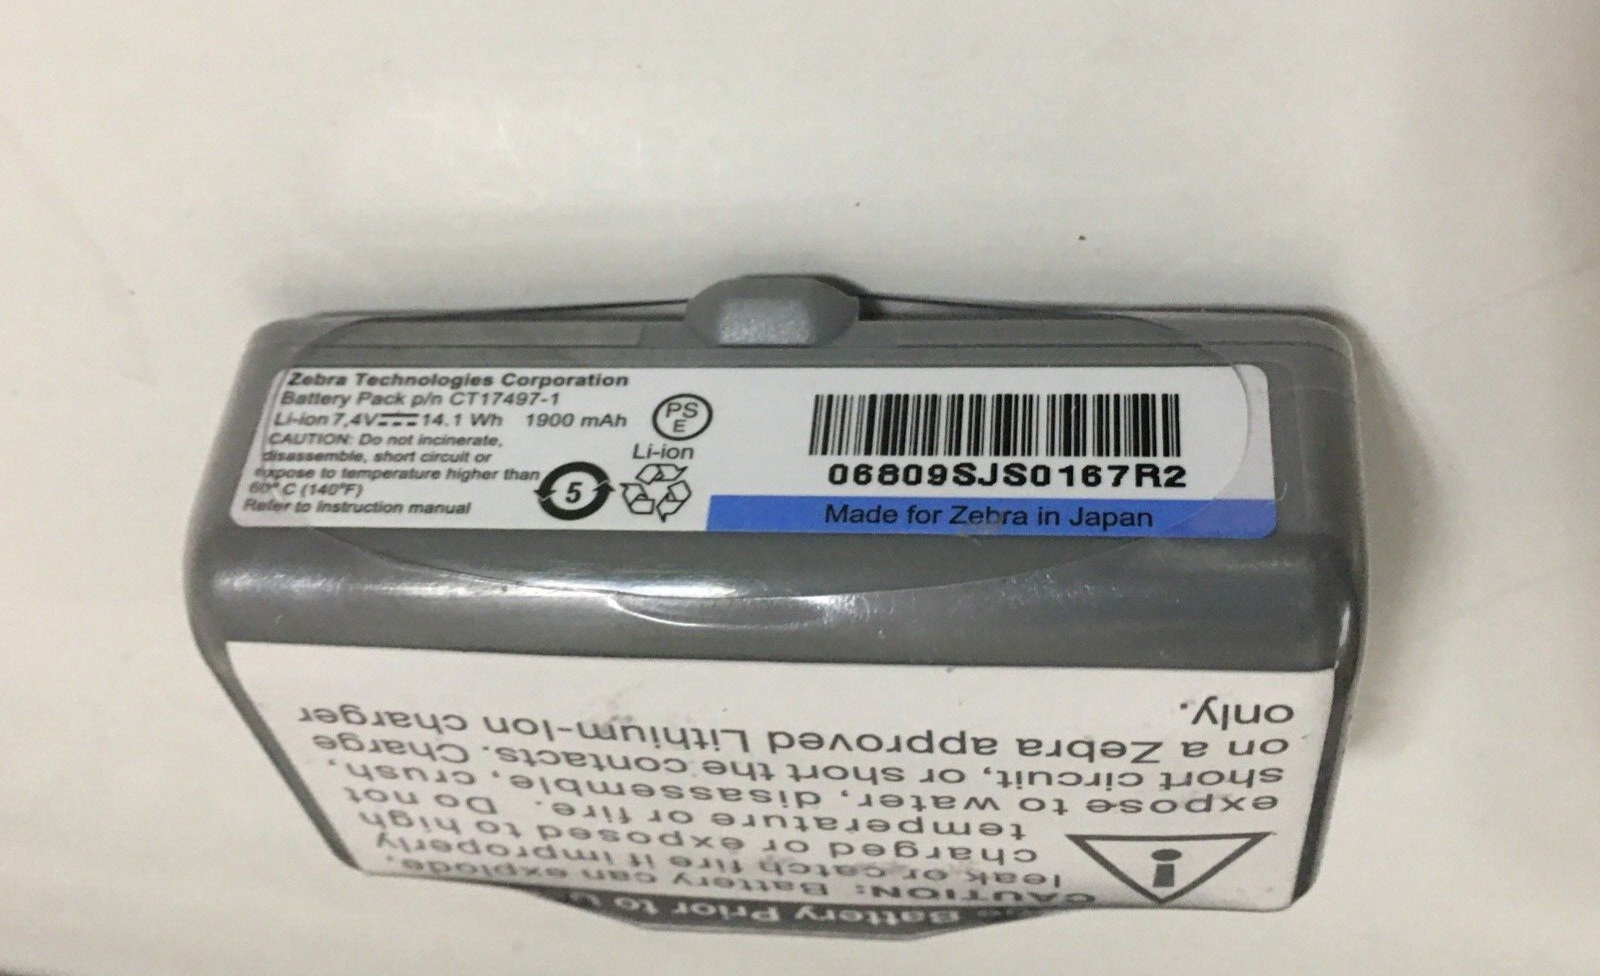 Zebra Technologies Corporation
Battery Pack p/n CT17497-1
Li-ion 7,4V 14.1 Wh 1900 mAh
CAUTION: Do not incinerate,
disassemble, short circuit or
expose to temperature higher than
60°C (140°F)
Refer to Instruction manual
PS
E
Li-ion
5
06809SJS0167R2
Made for Zebra in Japan
Battery Prior to
CAUTION: Battery can explode,
leak or catch fire if improperly
charged or exposed to high
temperature or fire. Do not
expose to water, disassemble, crush,
short circuit, or short the contacts. Charge
on a Zebra approved Lithium-Ion charger
only.